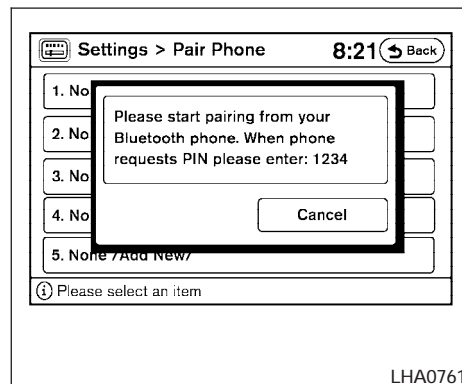 Settings > Pair Phone 8:21 Back
1. No
Please start pairing from your
2. No
Bluetooth phone. When phone
requests PIN please enter: 1234
3. No
4. No
Cancel
5. None /Add New/
Please select an item
LHA0761